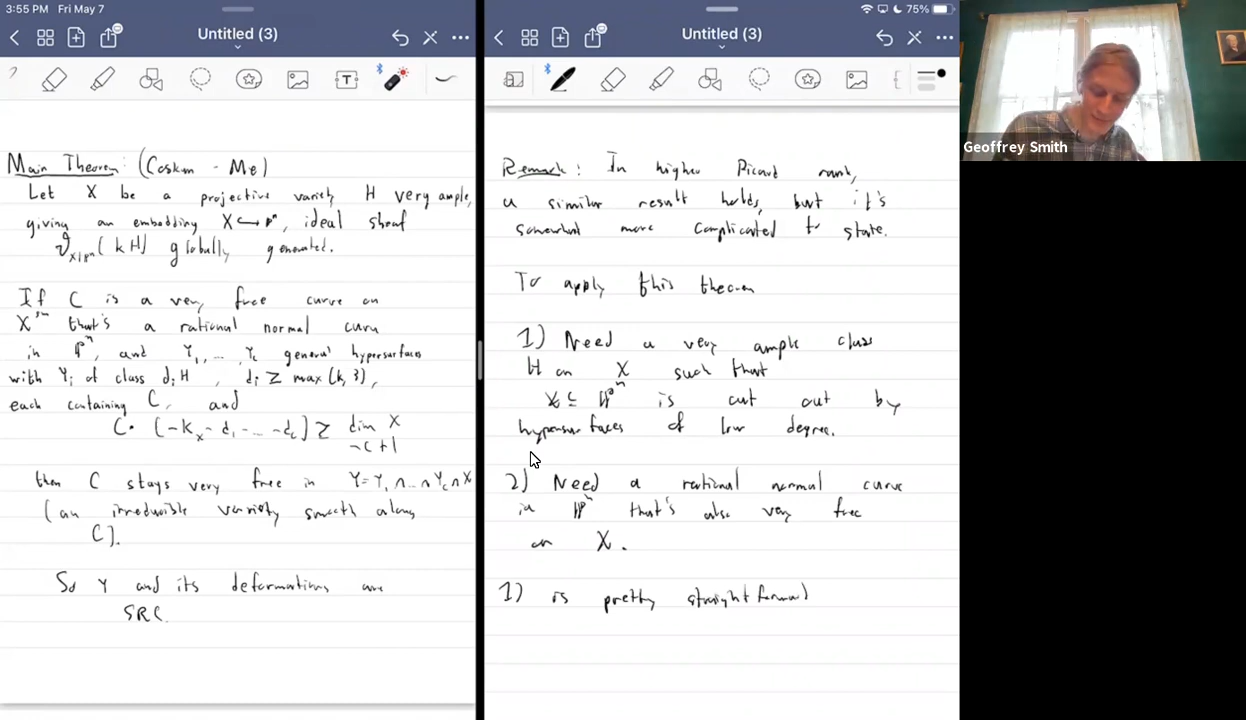 3:55 PM Fri May 7
Untitled (3)
Main Theorem: (Coskun - Me)
Let X be a projective variety H very ample,
giving an embedding X ↪ ℙⁿ, ideal sheaf
(kH) globally generated.
If C is a very free curve on
X^sm that's a rational normal curve
in ℙⁿ, and Y₁, ..., Y_c general hypersurfaces
with Yᵢ of class dᵢH, dᵢ ≥ max(k, 3),
each containing C, and
C · (-K_X - d₁ - ... - d_c) ≥ dim X
- c + 1
then C stays very free in Y = Y₁ ∩ ... ∩ Y_c ∩ X
(an irreducible variety smooth along
C).
So Y and its deformations are
SRC.
75%
Untitled (3)
Remark: In higher Picard rank,
a similar result holds, but it's
somewhat more complicated to state.
To apply this theorem
1) Need a very ample class
H on X such that
X ⊆ ℙⁿ is cut out by
hypersurfaces of low degree.
2) Need a rational normal curve
in ℙⁿ that's also very free
on X.
1) is pretty straightforward
Geoffrey Smith